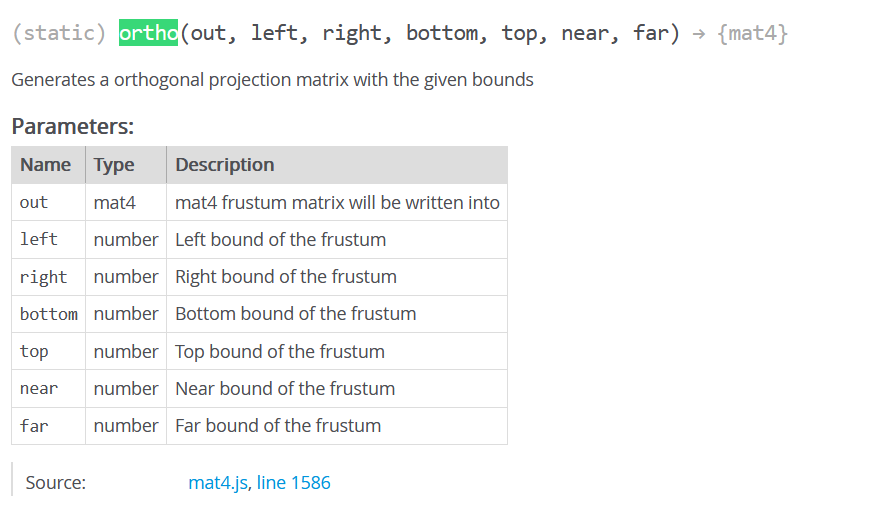 (static) ortho(out, left, right, bottom, top, near, far) → {mat4}
Generates a orthogonal projection matrix with the given bounds
Parameters:
Name Type Description
out mat4 mat4 frustum matrix will be written into
left number Left bound of the frustum
right number Right bound of the frustum
bottom number Bottom bound of the frustum
top number Top bound of the frustum
near number Near bound of the frustum
far number Far bound of the frustum
Source: mat4.js, line 1586